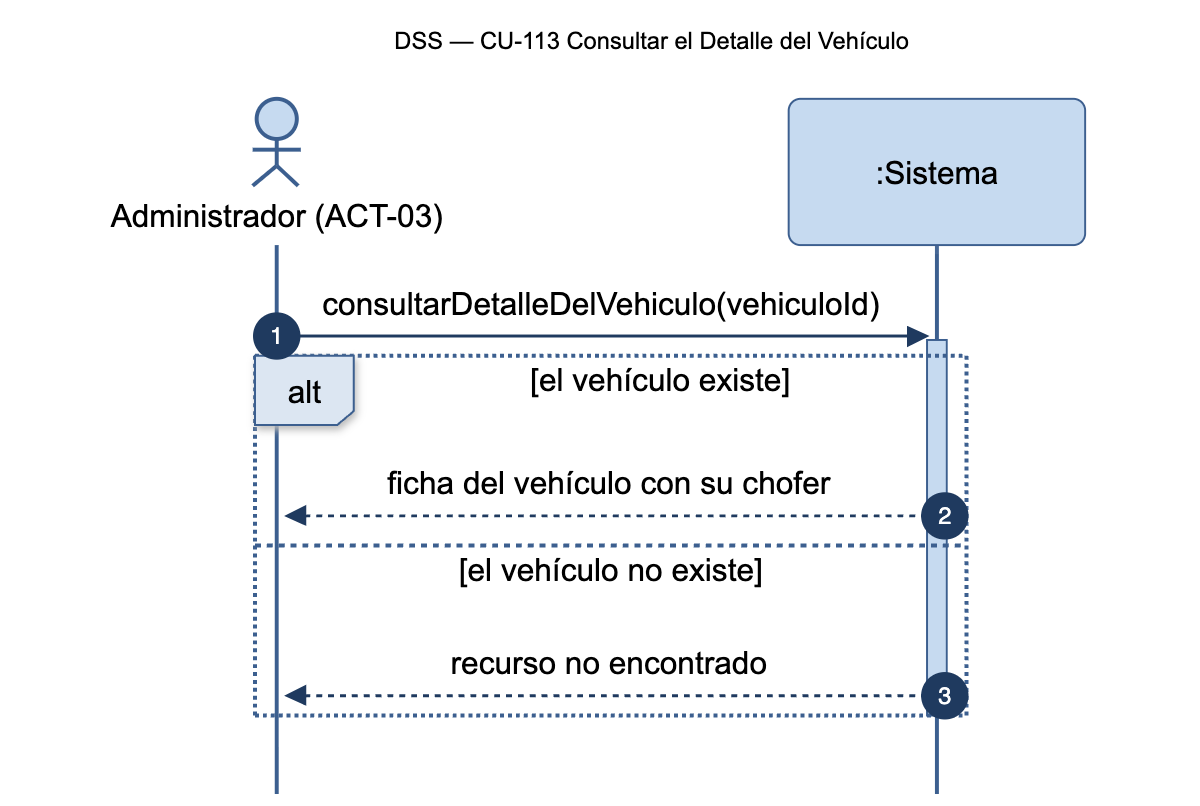 DSS — CU-113 Consultar el Detalle del Vehículo
Administrador (ACT-03)
:Sistema
consultarDetalleDelVehiculo(vehiculoId)
1
alt
[el vehículo existe]
ficha del vehículo con su chofer
2
[el vehículo no existe]
recurso no encontrado
3